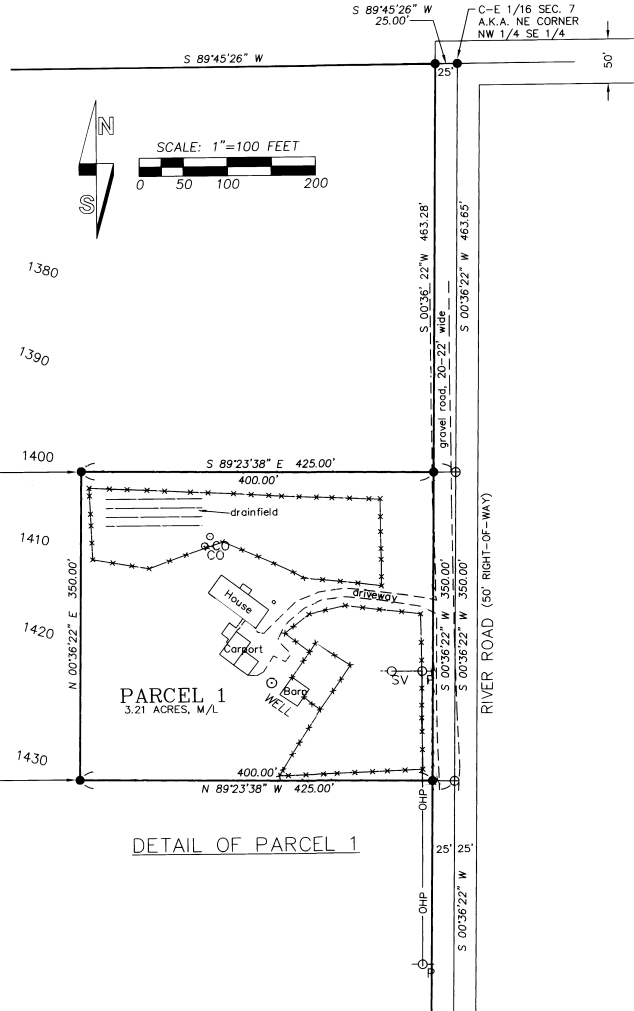 S 89°45'26" W
25.00'
C-E 1/16 SEC. 7
A.K.A. NE CORNER
NW 1/4 SE 1/4
S 89°45'26" W
25'
50'
N
S
SCALE: 1"=100 FEET
0 50 100 200
S 00°36' 22"W 463.28'
S 00°36'22" W 463.65'
gravel road, 20-22' wide
1380
1390
1400
1410
1420
1430
S 89°23'38" E 425.00'
400.00'
drainfield
CO
CO
House
driveway
Carport
Barn
WELL
SV
P
N 00°36'22" E 350.00'
S 00°36'22" W 350.00'
S 00°36'22" W 350.00'
RIVER ROAD (50' RIGHT-OF-WAY)
PARCEL 1
3.21 ACRES, M/L
400.00'
N 89°23'38" W 425.00'
DETAIL OF PARCEL 1
OHP
OHP
25' 25'
S 00°36'22" W
P